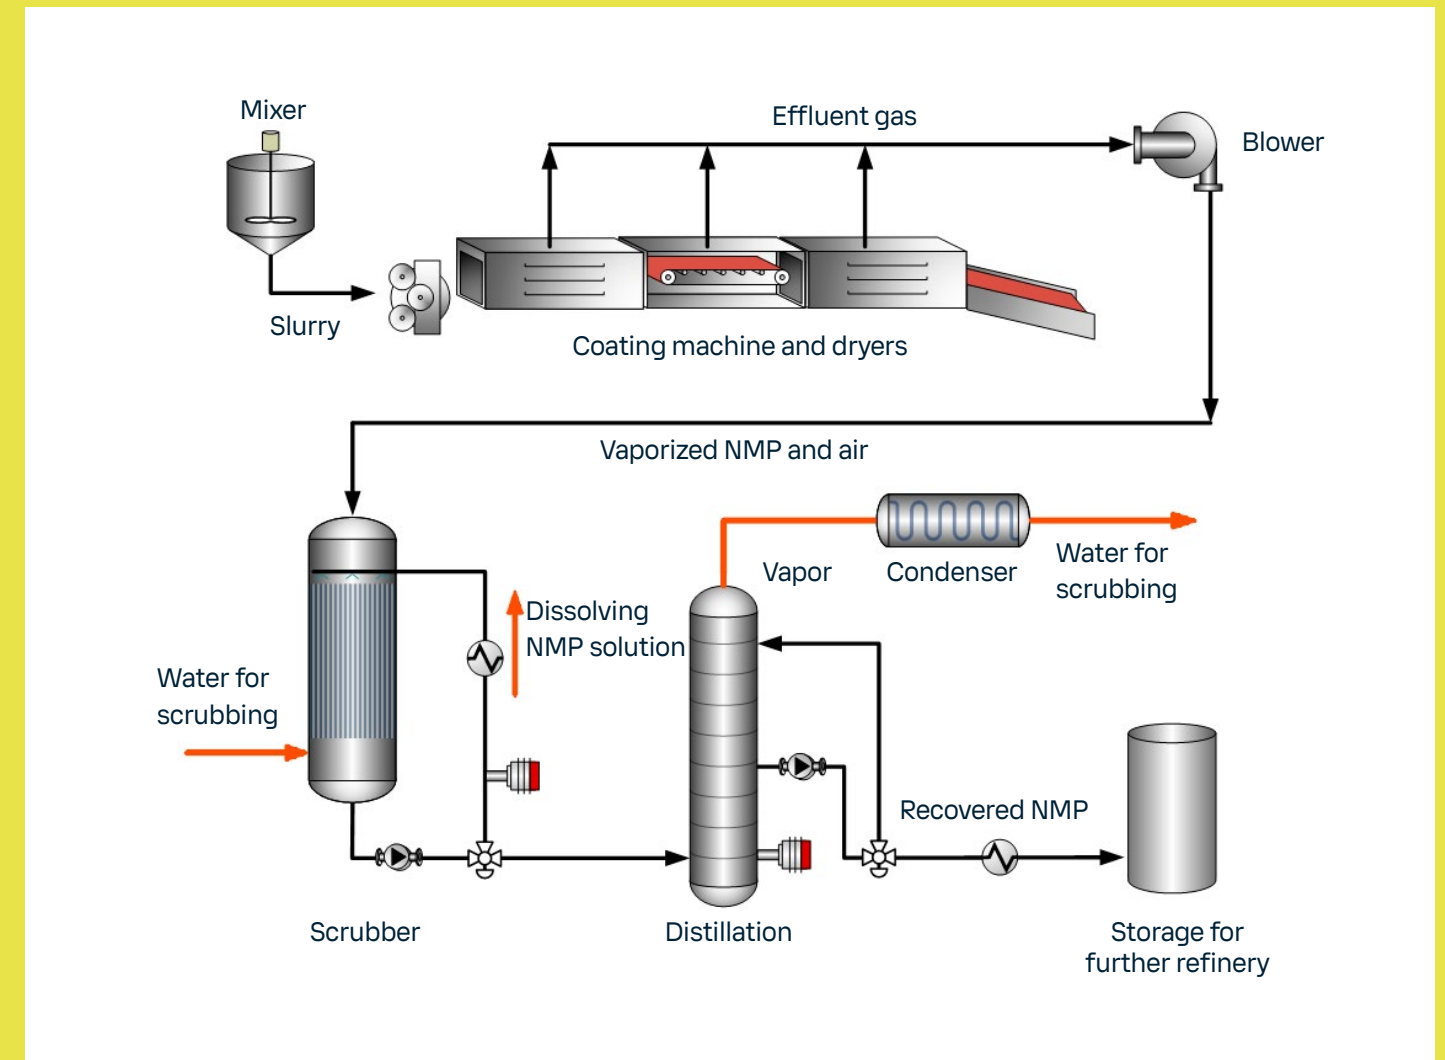 Mixer
Effluent gas
Blower
Slurry
Coating machine and dryers
Vaporized NMP and air
Water for
scrubbing
Vapor
Condenser
Dissolving
NMP solution
Water for
scrubbing
Recovered NMP
Scrubber
Distillation
Storage for
further refinery